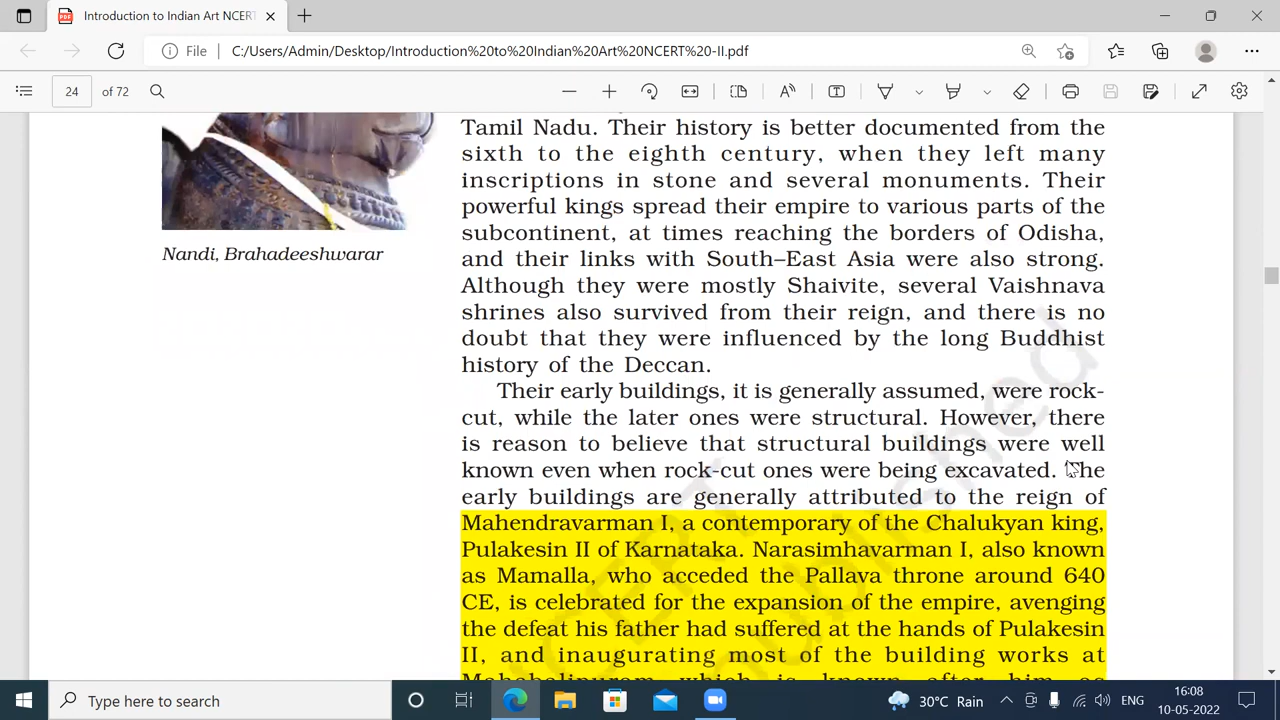 Introduction to Indian Art NCERT
File
C:/Users/Admin/Desktop/Introduction%20to%20Indian%20Art%20NCERT%20-II.pdf
24
of 72
Tamil Nadu. Their history is better documented from the
sixth to the eighth century, when they left many
inscriptions in stone and several monuments. Their
powerful kings spread their empire to various parts of the
subcontinent, at times reaching the borders of Odisha,
and their links with South–East Asia were also strong.
Although they were mostly Shaivite, several Vaishnava
shrines also survived from their reign, and there is no
doubt that they were influenced by the long Buddhist
history of the Deccan.
Nandi, Brahadeeshwarar
Their early buildings, it is generally assumed, were rock-
cut, while the later ones were structural. However, there
is reason to believe that structural buildings were well
known even when rock-cut ones were being excavated. The
early buildings are generally attributed to the reign of
Mahendravarman I, a contemporary of the Chalukyan king,
Pulakesin II of Karnataka. Narasimhavarman I, also known
as Mamalla, who acceded the Pallava throne around 640
CE, is celebrated for the expansion of the empire, avenging
the defeat his father had suffered at the hands of Pulakesin
II, and inaugurating most of the building works at
Mahabalipuram which is known after him as
Type here to search
30°C Rain
ENG
16:08
10-05-2022